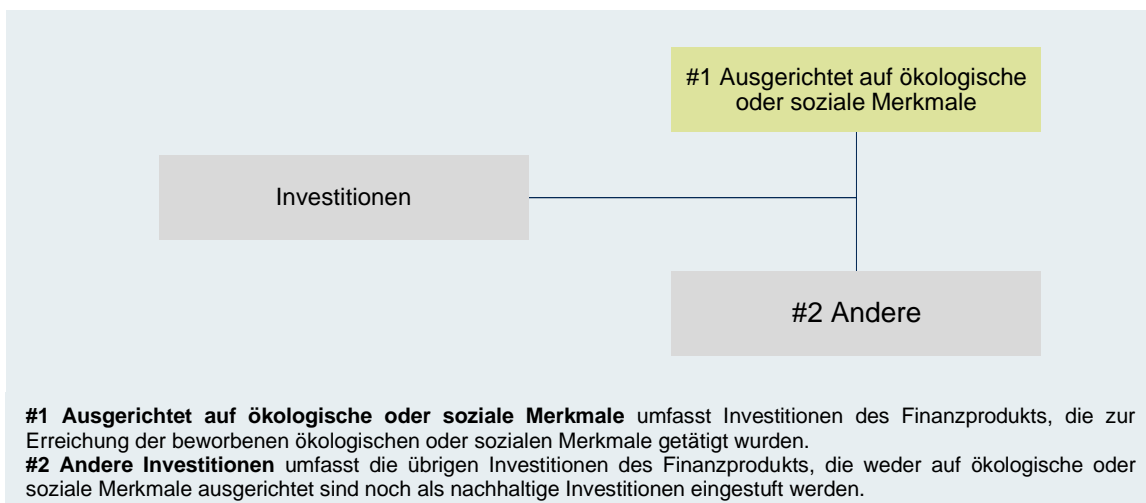 #1 Ausgerichtet auf ökologische
oder soziale Merkmale
Investitionen
#2 Andere
#1 Ausgerichtet auf ökologische oder soziale Merkmale umfasst Investitionen des Finanzprodukts, die zur
Erreichung der beworbenen ökologischen oder sozialen Merkmale getätigt wurden.
#2 Andere Investitionen umfasst die übrigen Investitionen des Finanzprodukts, die weder auf ökologische oder
soziale Merkmale ausgerichtet sind noch als nachhaltige Investitionen eingestuft werden.